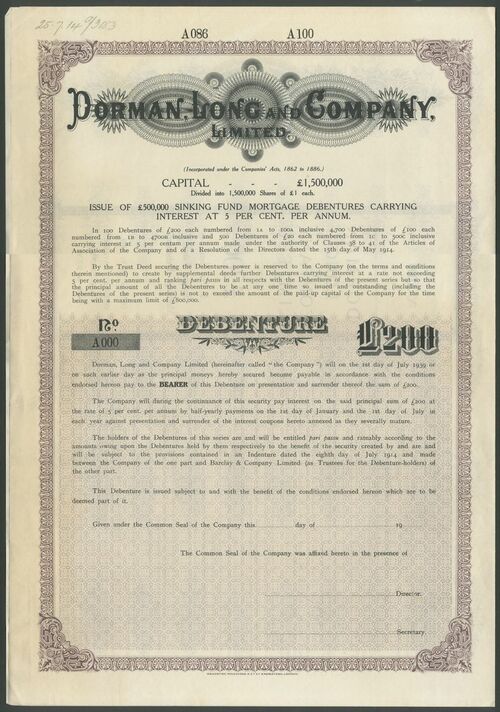 25.7.14
A086 A100
DORMAN, LONG AND COMPANY,
LIMITED.
(Incorporated under the Companies' Acts, 1862 to 1886.)
CAPITAL - - - £1,500,000
Divided into 1,500,000 Shares of £1 each.
ISSUE OF £500,000 SINKING FUND MORTGAGE DEBENTURES CARRYING
INTEREST AT 5 PER CENT. PER ANNUM.
In 100 Debentures of £200 each numbered from 1A to 100A inclusive 4,700 Debentures of £100 each
numbered from 1B to 4700B inclusive and 500 Debentures of £20 each numbered from 1C to 500C inclusive
carrying interest at 5 per centum per annum made under the authority of Clauses 38 to 41 of the Articles of
Association of the Company and of a Resolution of the Directors dated the 15th day of May 1914.
By the Trust Deed securing the Debentures power is reserved to the Company (on the terms and conditions
therein mentioned) to create by supplemental deeds further Debentures carrying interest at a rate not exceeding
5 per cent. per annum and ranking pari passu in all respects with the Debentures of the present series but so that
the principal amount of all the Debentures to be at any one time so issued and outstanding (including the
Debentures of the present series) is not to exceed the amount of the paid-up capital of the Company for the time
being with a maximum limit of £800,000.
No.
A000
DEBENTURE
£200
Dorman, Long and Company Limited (hereinafter called "the Company") will on the 1st day of July 1939 or
on such earlier day as the principal moneys hereby secured become payable in accordance with the conditions
endorsed hereon pay to the BEARER of this Debenture on presentation and surrender thereof the sum of £200.
The Company will during the continuance of this security pay interest on the said principal sum of £200 at
the rate of 5 per cent. per annum by half-yearly payments on the 1st day of January and the 1st day of July in
each year against presentation and surrender of the interest coupons hereto annexed as they severally mature.
The holders of the Debentures of this series are and will be entitled pari passu and rateably according to the
amounts owing upon the Debentures held by them respectively to the benefit of the security created by and are and
will be subject to the provisions contained in an Indenture dated the eighth day of July 1914 and made
between the Company of the one part and Barclay & Company Limited (as Trustees for the Debenture-holders) of
the other part.
This Debenture is issued subject to and with the benefit of the conditions endorsed hereon which are to be
deemed part of it.
Given under the Common Seal of the Company this day of 19
The Common Seal of the Company was affixed hereto in the presence of
Director.
Secretary.